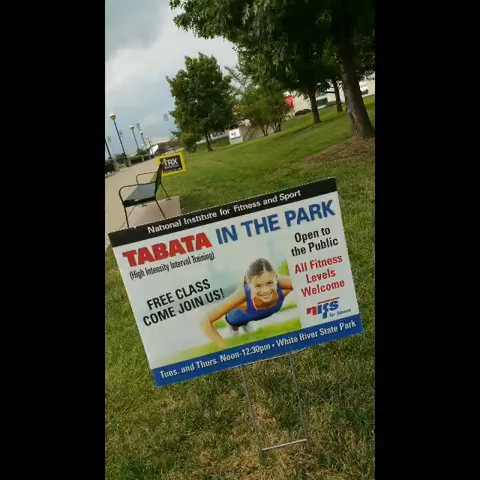 TRX
National Institute for Fitness and Sport
TABATA IN THE PARK
(High Intensity Interval Training)
Open to
the Public
FREE CLASS
COME JOIN US!
All Fitness
Levels
Welcome
nifs
Tues. and Thurs. Noon-12:30pm • White River State Park